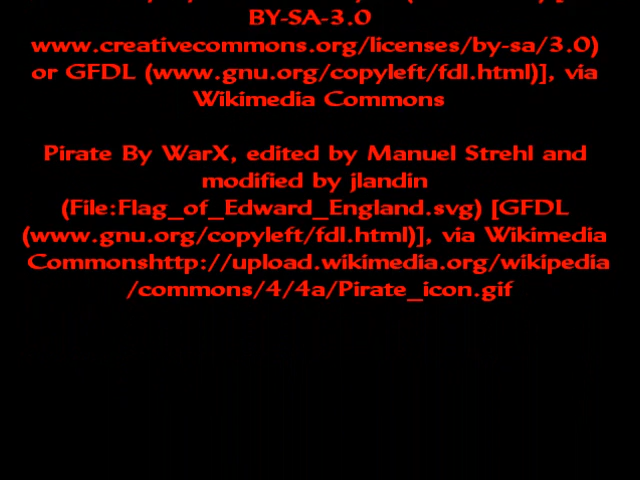 BY-SA-3.0
www.creativecommons.org/licenses/by-sa/3.0)
or GFDL (www.gnu.org/copyleft/fdl.html)], via
Wikimedia Commons
Pirate By WarX, edited by Manuel Strehl and
modified by jlandin
(File:Flag_of_Edward_England.svg) [GFDL
(www.gnu.org/copyleft/fdl.html)], via Wikimedia
Commonshttp://upload.wikimedia.org/wikipedia
/commons/4/4a/Pirate_icon.gif